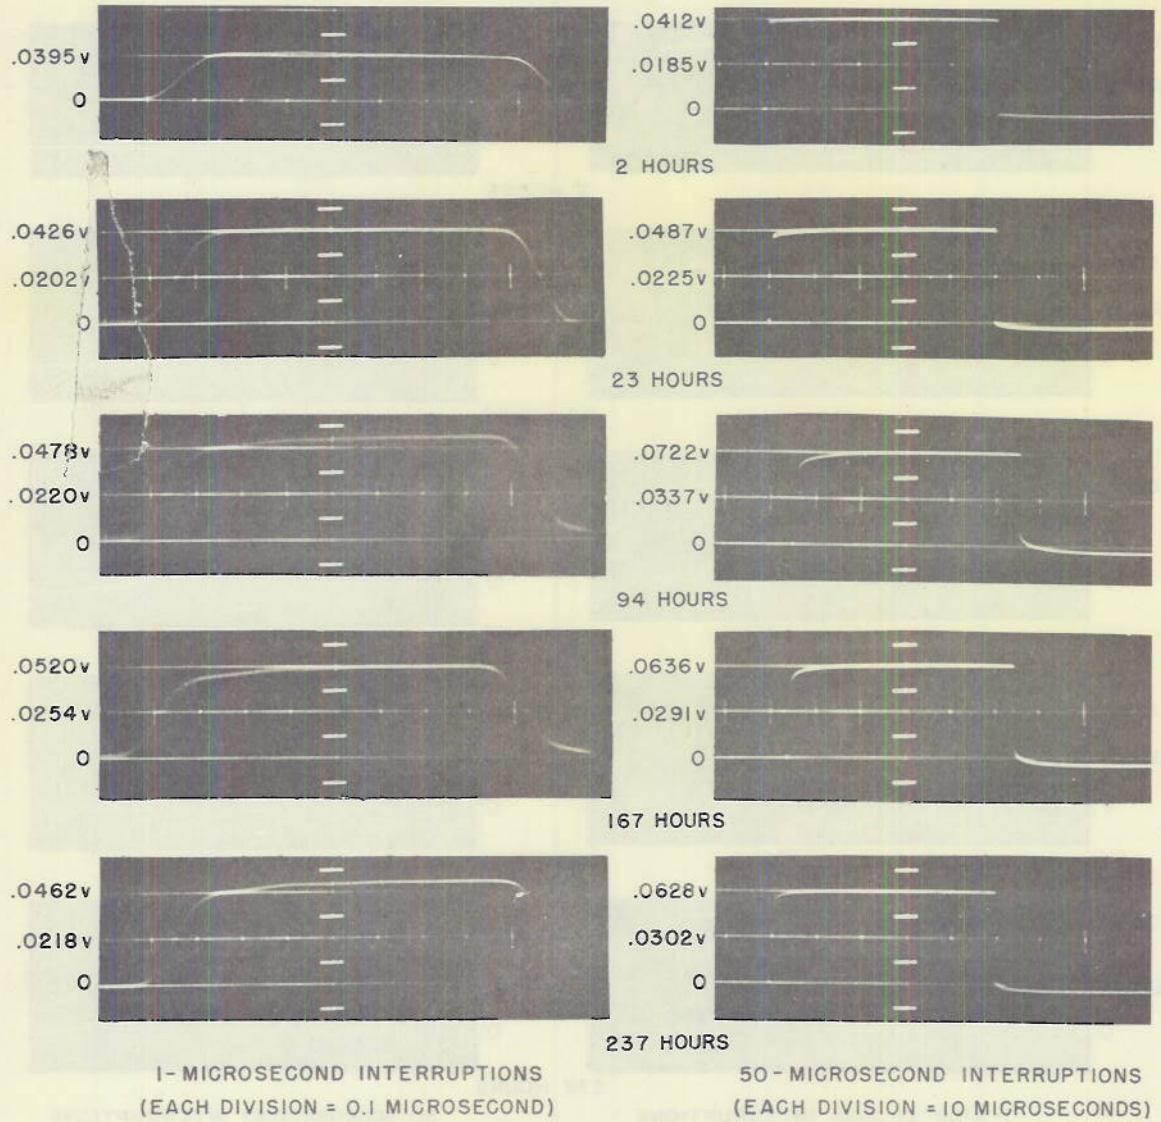 .0395v
0
.0412v
.0185v
0
2 HOURS
.0426v
.0202v
0
.0487v
.0225v
0
23 HOURS
.0478v
.0220v
0
.0722v
.0337v
0
94 HOURS
.0520v
.0254v
0
.0636v
.0291v
0
167 HOURS
.0462v
.0218v
0
.0628v
.0302v
0
237 HOURS
1-MICROSECOND INTERRUPTIONS
(EACH DIVISION = 0.1 MICROSECOND)
50-MICROSECOND INTERRUPTIONS
(EACH DIVISION = 10 MICROSECONDS)